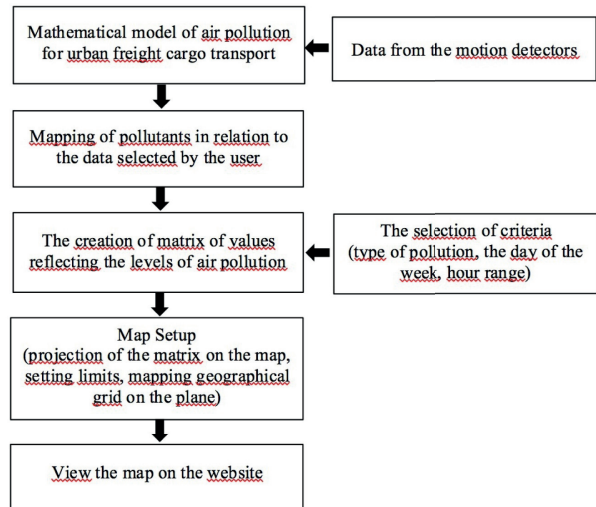 Mathematical model of air pollution
for urban freight cargo transport
Data from the motion detectors
Mapping of pollutants in relation to
the data selected by the user
The creation of matrix of values
reflecting the levels of air pollution
The selection of criteria
(type of pollution, the day of the
week, hour range)
Map Setup
(projection of the matrix on the map,
setting limits, mapping geographical
grid on the plane)
View the map on the website